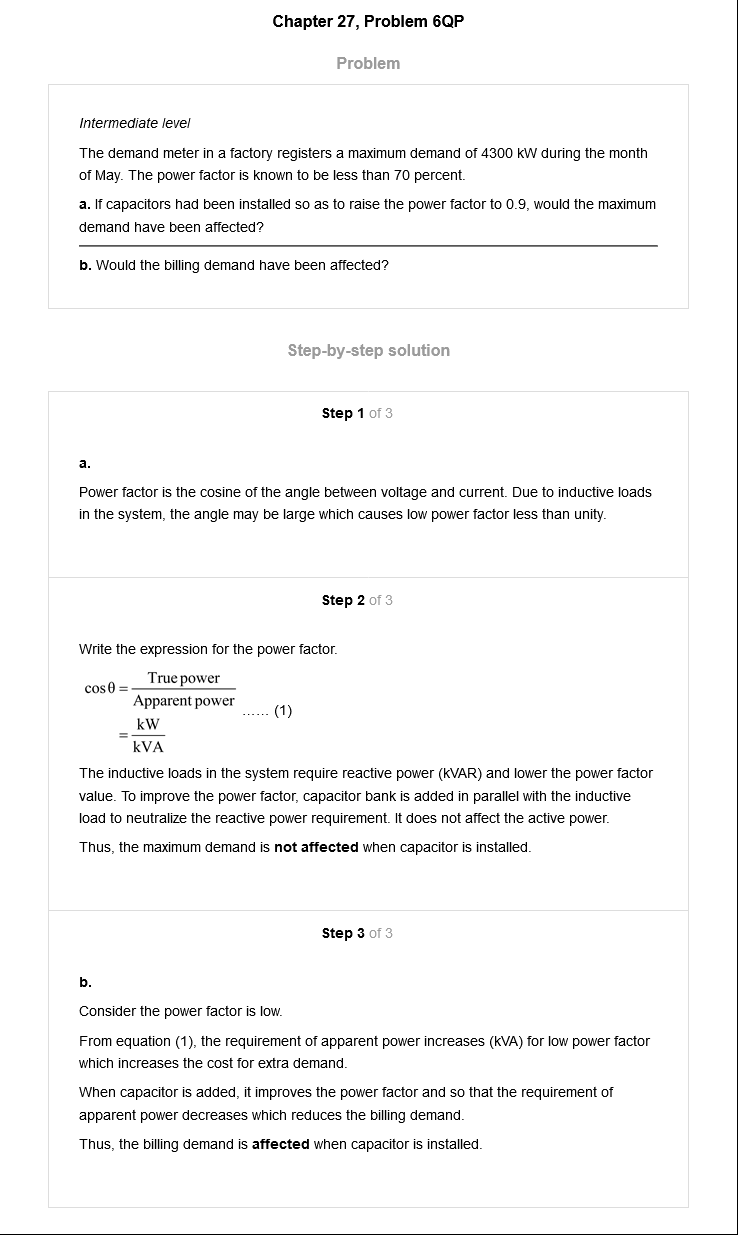 Chapter 27, Problem 6QP
Problem
Intermediate level
The demand meter in a factory registers a maximum demand of 4300 kW during the month
of May. The power factor is known to be less than 70 percent.
a. If capacitors had been installed so as to raise the power factor to 0.9, would the maximum
demand have been affected?
b. Would the billing demand have been affected?
Step-by-step solution
Step 1 of 3
a.
Power factor is the cosine of the angle between voltage and current. Due to inductive loads
in the system, the angle may be large which causes low power factor less than unity.
Step 2 of 3
Write the expression for the power factor.
cosθ = True power / Apparent power
= kW / kVA ...... (1)
The inductive loads in the system require reactive power (kVAR) and lower the power factor
value. To improve the power factor, capacitor bank is added in parallel with the inductive
load to neutralize the reactive power requirement. It does not affect the active power.
Thus, the maximum demand is not affected when capacitor is installed.
Step 3 of 3
b.
Consider the power factor is low.
From equation (1), the requirement of apparent power increases (kVA) for low power factor
which increases the cost for extra demand.
When capacitor is added, it improves the power factor and so that the requirement of
apparent power decreases which reduces the billing demand.
Thus, the billing demand is affected when capacitor is installed.